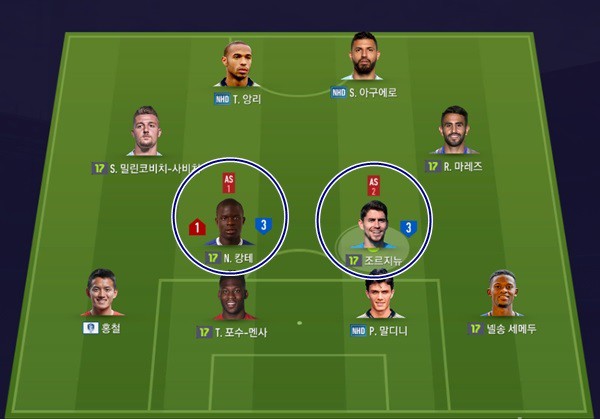 NHD T. 앙리
NHD S. 아구에로
17 S. 밀린코비치-사비치
17 R. 마레즈
AS
1
1
3
17 N. 캉테
AS
2
3
17 조르지뉴
홍철
17 T. 포수-멘사
NHD P. 말디니
17 넬송 세메두